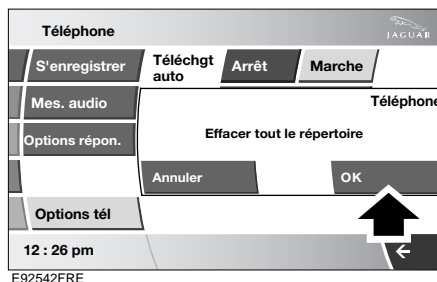 Téléphone
JAGUAR
S'enregistrer
Téléchgt
auto
Arrêt
Marche
Mes. audio
Téléphone
Options répon.
Effacer tout le répertoire
Annuler
OK
Options tél
12 : 26 pm
E92542FRE